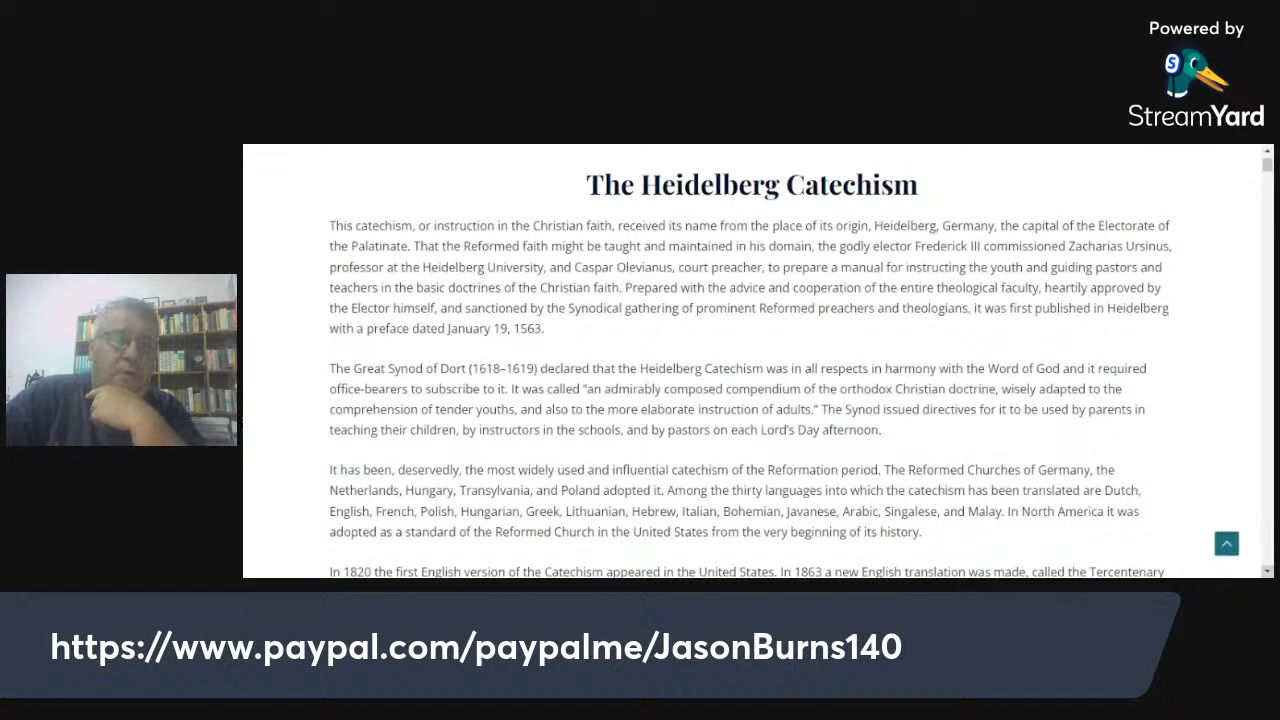 Powered by
S
StreamYard
The Heidelberg Catechism
This catechism, or instruction in the Christian faith, received its name from the place of its origin, Heidelberg, Germany, the capital of the Electorate of
the Palatinate. That the Reformed faith might be taught and maintained in his domain, the godly elector Frederick III commissioned Zacharias Ursinus,
professor at the Heidelberg University, and Caspar Olevianus, court preacher, to prepare a manual for instructing the youth and guiding pastors and
teachers in the basic doctrines of the Christian faith. Prepared with the advice and cooperation of the entire theological faculty, heartily approved by
the Elector himself, and sanctioned by the Synodical gathering of prominent Reformed preachers and theologians, it was first published in Heidelberg
with a preface dated January 19, 1563.
The Great Synod of Dort (1618–1619) declared that the Heidelberg Catechism was in all respects in harmony with the Word of God and it required
office-bearers to subscribe to it. It was called “an admirably composed compendium of the orthodox Christian doctrine, wisely adapted to the
comprehension of tender youths, and also to the more elaborate instruction of adults.” The Synod issued directives for it to be used by parents in
teaching their children, by instructors in the schools, and by pastors on each Lord’s Day afternoon.
It has been, deservedly, the most widely used and influential catechism of the Reformation period. The Reformed Churches of Germany, the
Netherlands, Hungary, Transylvania, and Poland adopted it. Among the thirty languages into which the catechism has been translated are Dutch,
English, French, Polish, Hungarian, Greek, Lithuanian, Hebrew, Italian, Bohemian, Javanese, Arabic, Singalese, and Malay. In North America it was
adopted as a standard of the Reformed Church in the United States from the very beginning of its history.
In 1820 the first English version of the Catechism appeared in the United States. In 1863 a new English translation was made, called the Tercentenary
https://www.paypal.com/paypalme/JasonBurns140